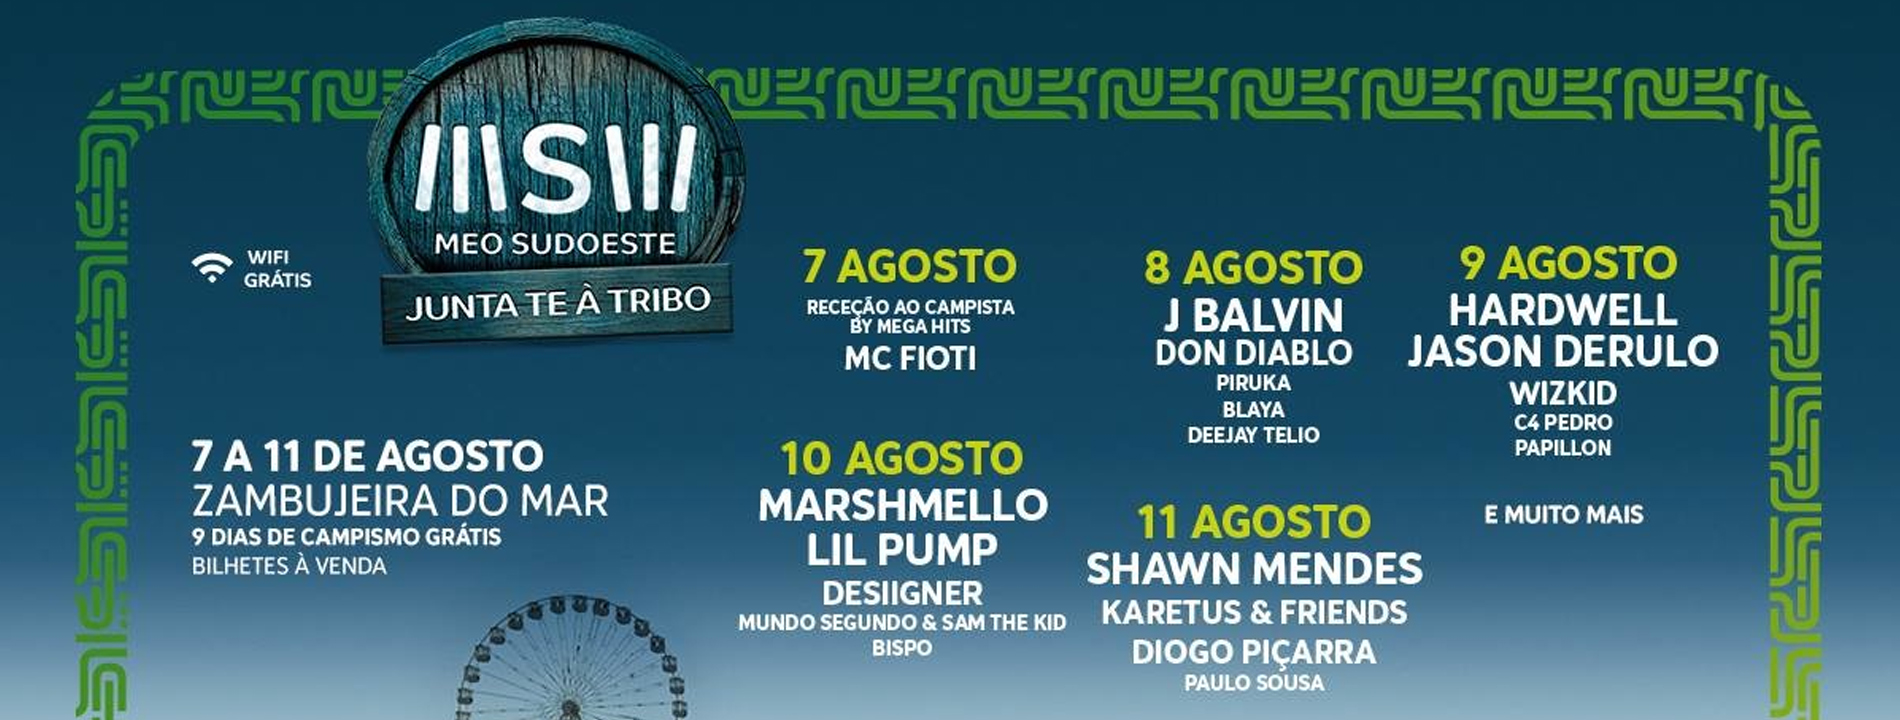 MSW
MEO SUDOESTE
JUNTA TE À TRIBO
WIFI
GRÁTIS
7 A 11 DE AGOSTO
ZAMBUJEIRA DO MAR
9 DIAS DE CAMPISMO GRÁTIS
BILHETES À VENDA
7 AGOSTO
RECEÇÃO AO CAMPISTA
BY MEGA HITS
MC FIOTI
8 AGOSTO
J BALVIN
DON DIABLO
PIRUKA
BLAYA
DEEJAY TELIO
9 AGOSTO
HARDWELL
JASON DERULO
WIZKID
C4 PEDRO
PAPILLON
10 AGOSTO
MARSHMELLO
LIL PUMP
DESIIGNER
MUNDO SEGUNDO & SAM THE KID
BISPO
11 AGOSTO
SHAWN MENDES
KARETUS & FRIENDS
DIOGO PIÇARRA
PAULO SOUSA
E MUITO MAIS